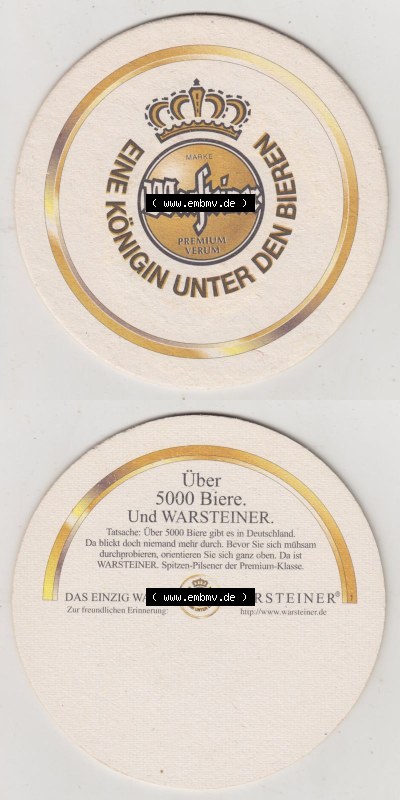 MARKE
( www.embmv.de )
PREMIUM
VERUM
EINE KÖNIGIN UNTER DEN BIEREN
Über
5000 Biere.
Und WARSTEINER.
Tatsache: Über 5000 Biere gibt es in Deutschland.
Da blickt doch niemand mehr durch. Bevor Sie sich mühsam
durchprobieren, orientieren Sie sich ganz oben. Da ist
WARSTEINER. Spitzen-Pilsener der Premium-Klasse.
DAS EINZIG WA ( www.embmv.de ) RSTEINER® !
Zur freundlichen Erinnerung: http://www.warsteiner.de